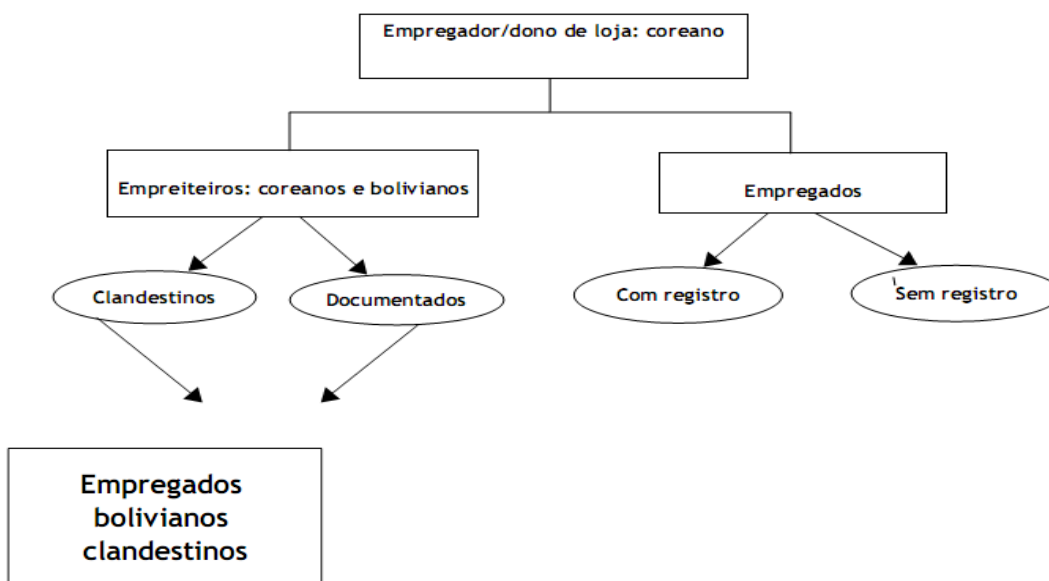 Empregador/dono de loja: coreano
Empreiteiros: coreanos e bolivianos
Empregados
Clandestinos
Documentados
Com registro
Sem registro
Empregados
bolivianos
clandestinos